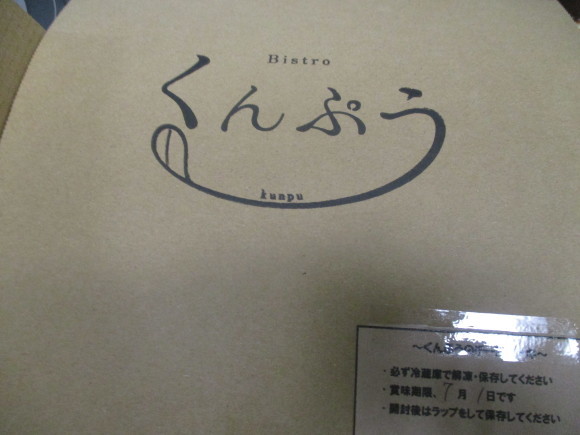 Bistro
くんぷう
kunpu
・必ず冷蔵庫で解凍・保存してください
・賞味期限、7月1日です
・開封後はラップをして保存してください